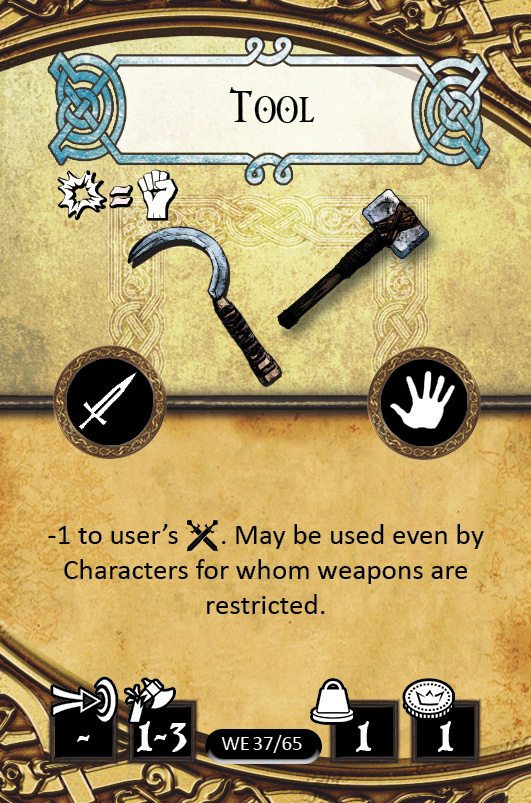 Tool
=
-1 to user’s . May be used even by
Characters for whom weapons are
restricted.
- 1-3 WE 37/65 1 1